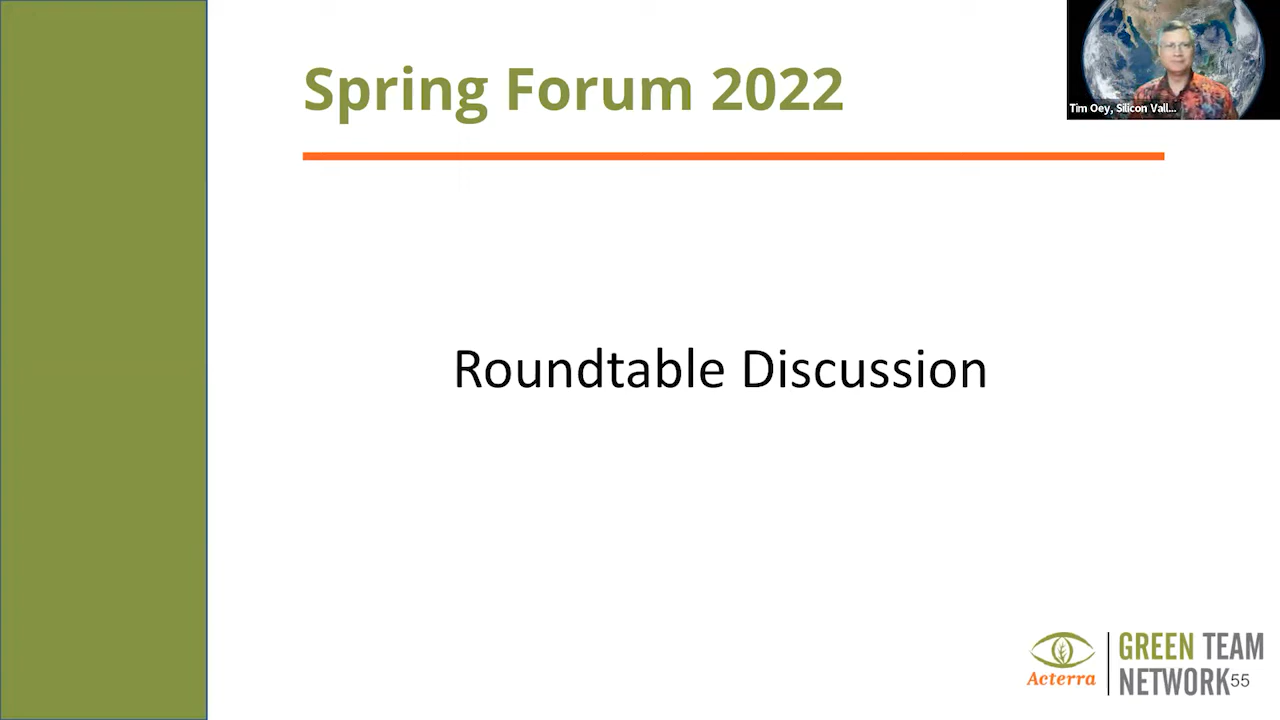 Spring Forum 2022
Tim Oey, Silicon Vall...
Roundtable Discussion
Acterra
GREEN TEAM
NETWORK
55